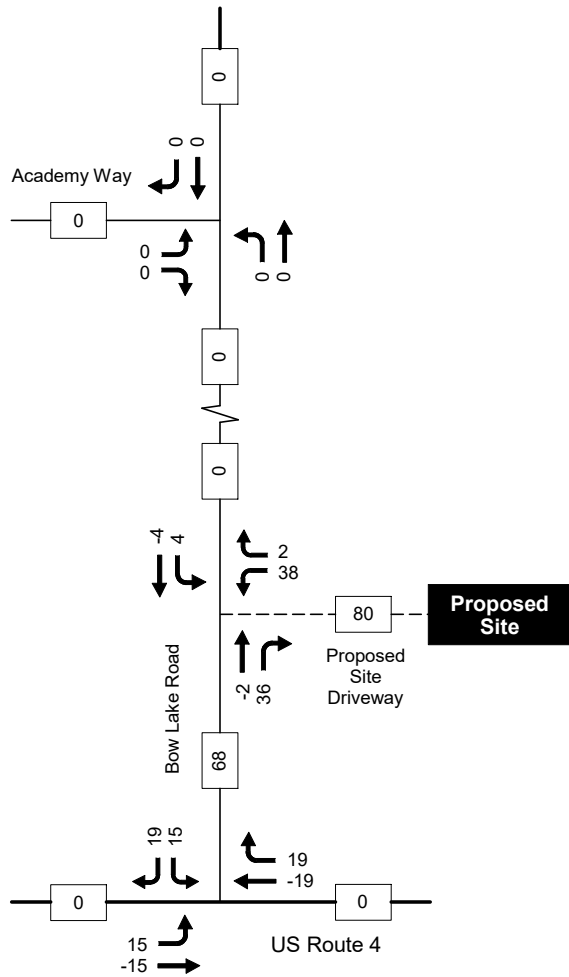 0
0 0
Academy Way
0
0
0
0 0
0
0
-4 4
2
38
80
Proposed
Site
Proposed
Site
Driveway
-2 36
Bow Lake Road
68
19 15
19
-19
0
0
15
-15
US Route 4